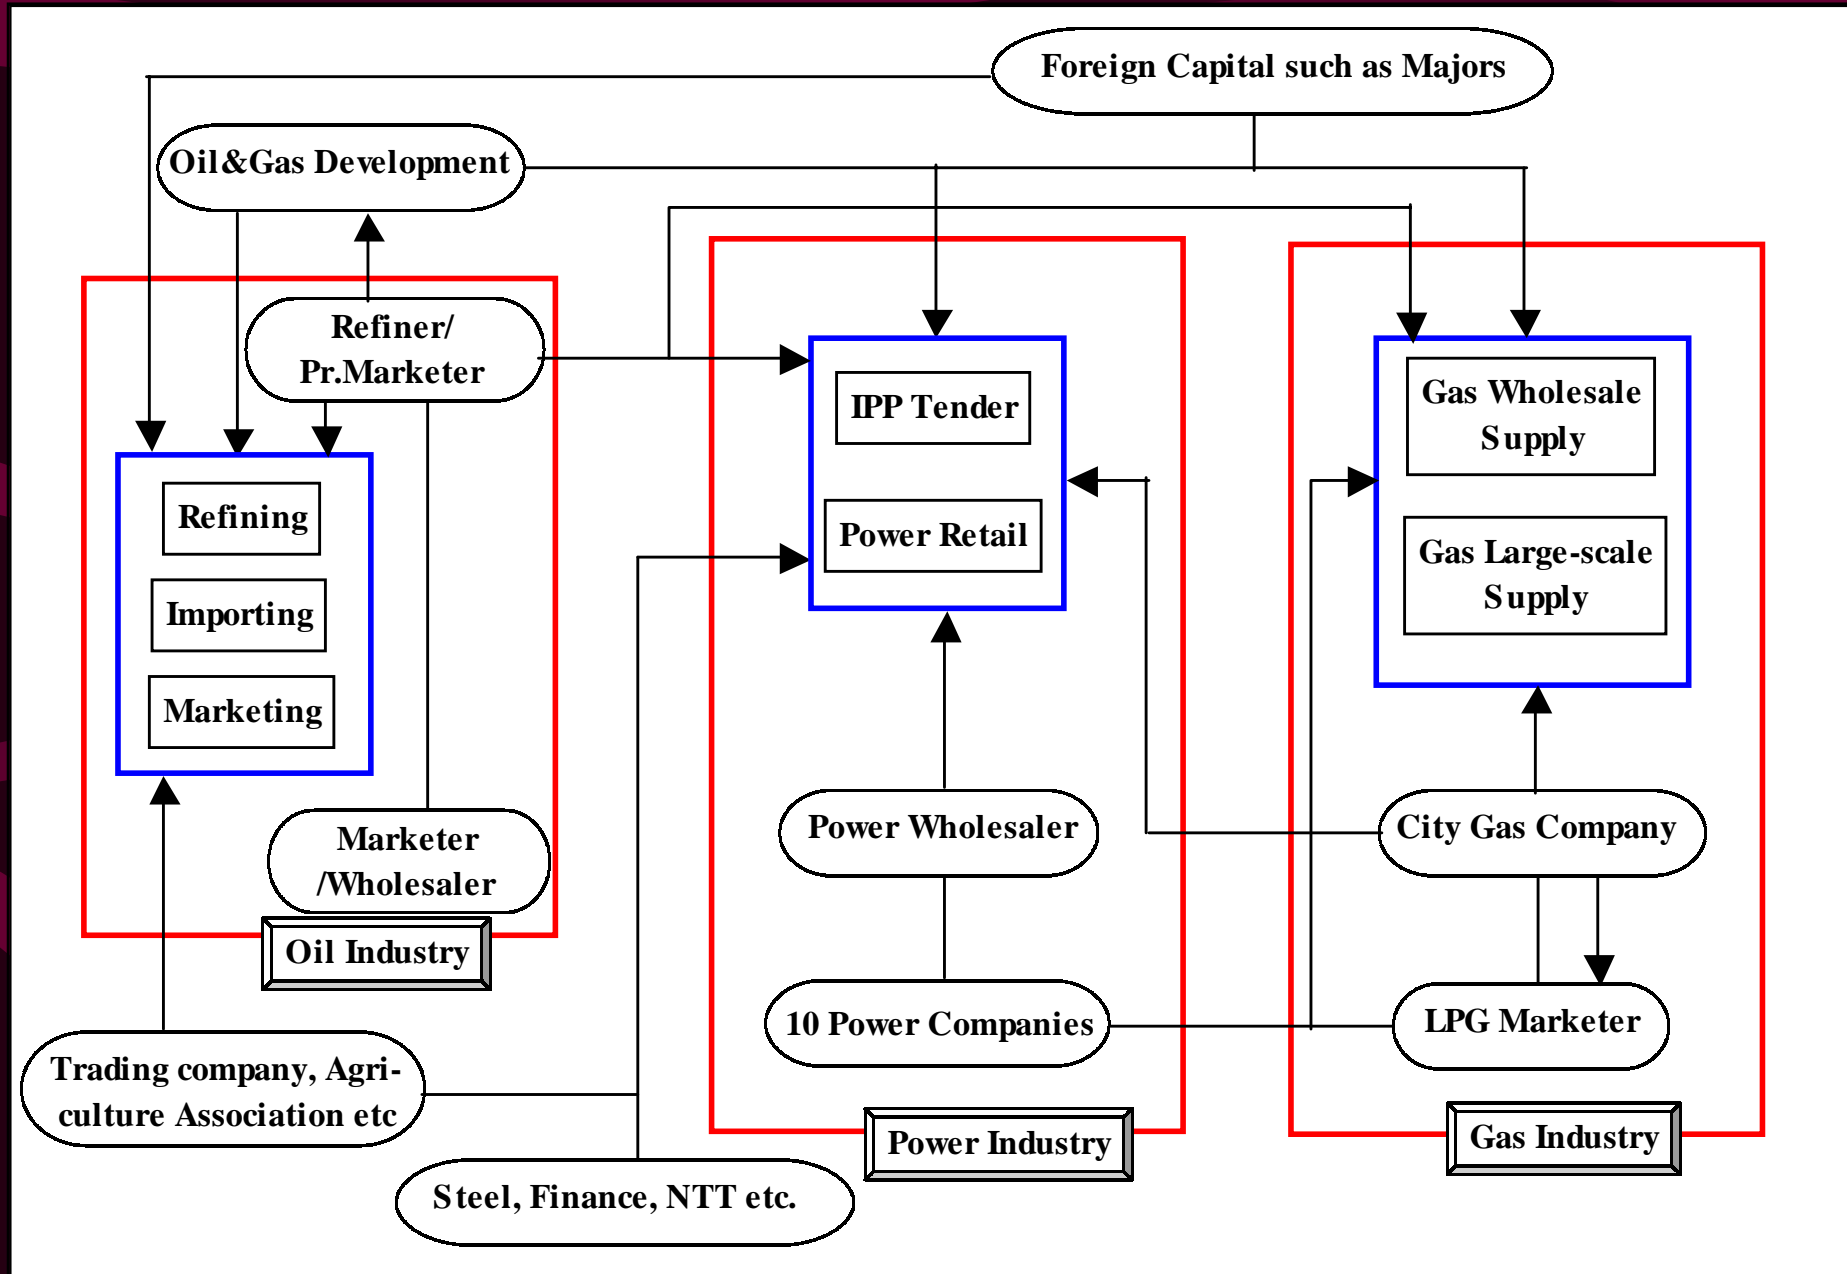 Foreign Capital such as Majors
Oil&Gas Development
Refiner/
Pr.Marketer
IPP Tender
Gas Wholesale
Supply
Refining
Power Retail
Gas Large-scale
Supply
Importing
Marketing
Marketer
/Wholesaler
Power Wholesaler
City Gas Company
Oil Industry
10 Power Companies
LPG Marketer
Trading company, Agri-
culture Association etc
Power Industry
Gas Industry
Steel, Finance, NTT etc.